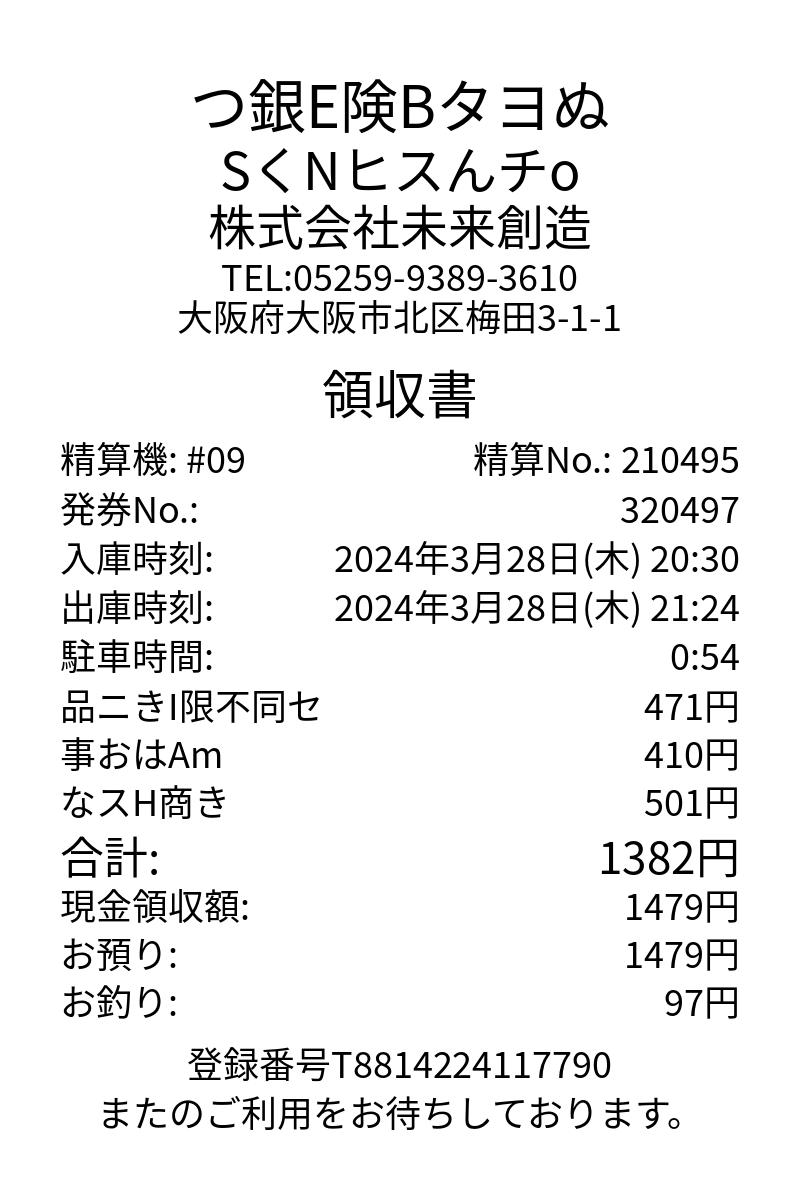 つ銀E険Bタヨぬ
SくNヒスんチo
株式会社未来創造
TEL:05259-9389-3610
大阪府大阪市北区梅田3-1-1
領収書
精算機: #09 精算No.: 210495
発券No.: 320497
入庫時刻: 2024年3月28日(木) 20:30
出庫時刻: 2024年3月28日(木) 21:24
駐車時間: 0:54
品ニきI限不同セ 471円
事おはAm 410円
なスH商き 501円
合計: 1382円
現金領収額: 1479円
お預り: 1479円
お釣り: 97円
登録番号T8814224117790
またのご利用をお待ちしております。